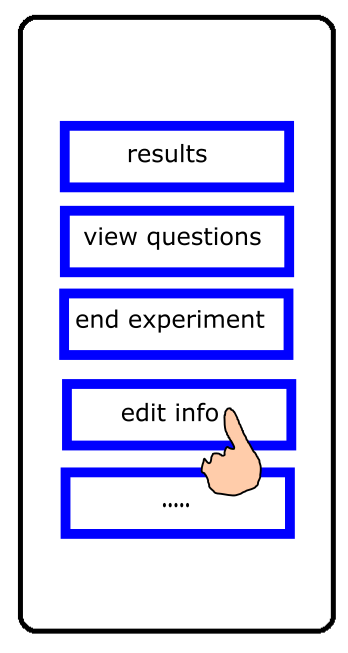 results
view questions
end experiment
edit info
.....